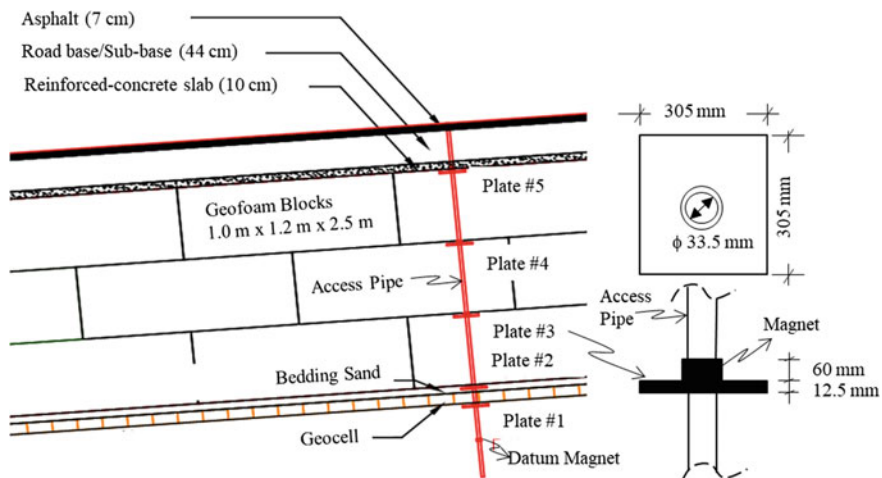 Asphalt (7 cm)
Road base/Sub-base (44 cm)
Reinforced-concrete slab (10 cm)
Geofoam Blocks
1.0 m x 1.2 m x 2.5 m
Access Pipe
Bedding Sand
Geocell
Plate #5
Plate #4
Plate #3
Plate #2
Plate #1
Datum Magnet
305 mm
305 mm
ϕ 33.5 mm
Access
Pipe
Magnet
60 mm
12.5 mm